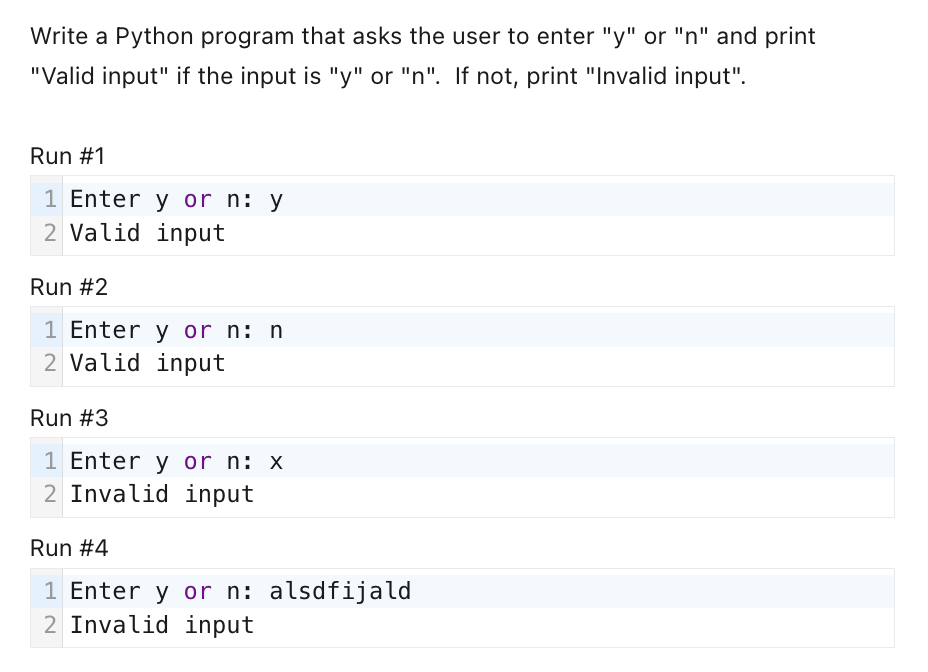 Write a Python program that asks the user to enter "y" or "n" and print
"Valid input" if the input is "y" or "n".  If not, print "Invalid input".
Run #1
1 Enter y or n: y
2 Valid input
Run #2
1 Enter y or n: n
2 Valid input
Run #3
1 Enter y or n: x
2 Invalid input
Run #4
1 Enter y or n: alsdfijald
2 Invalid input